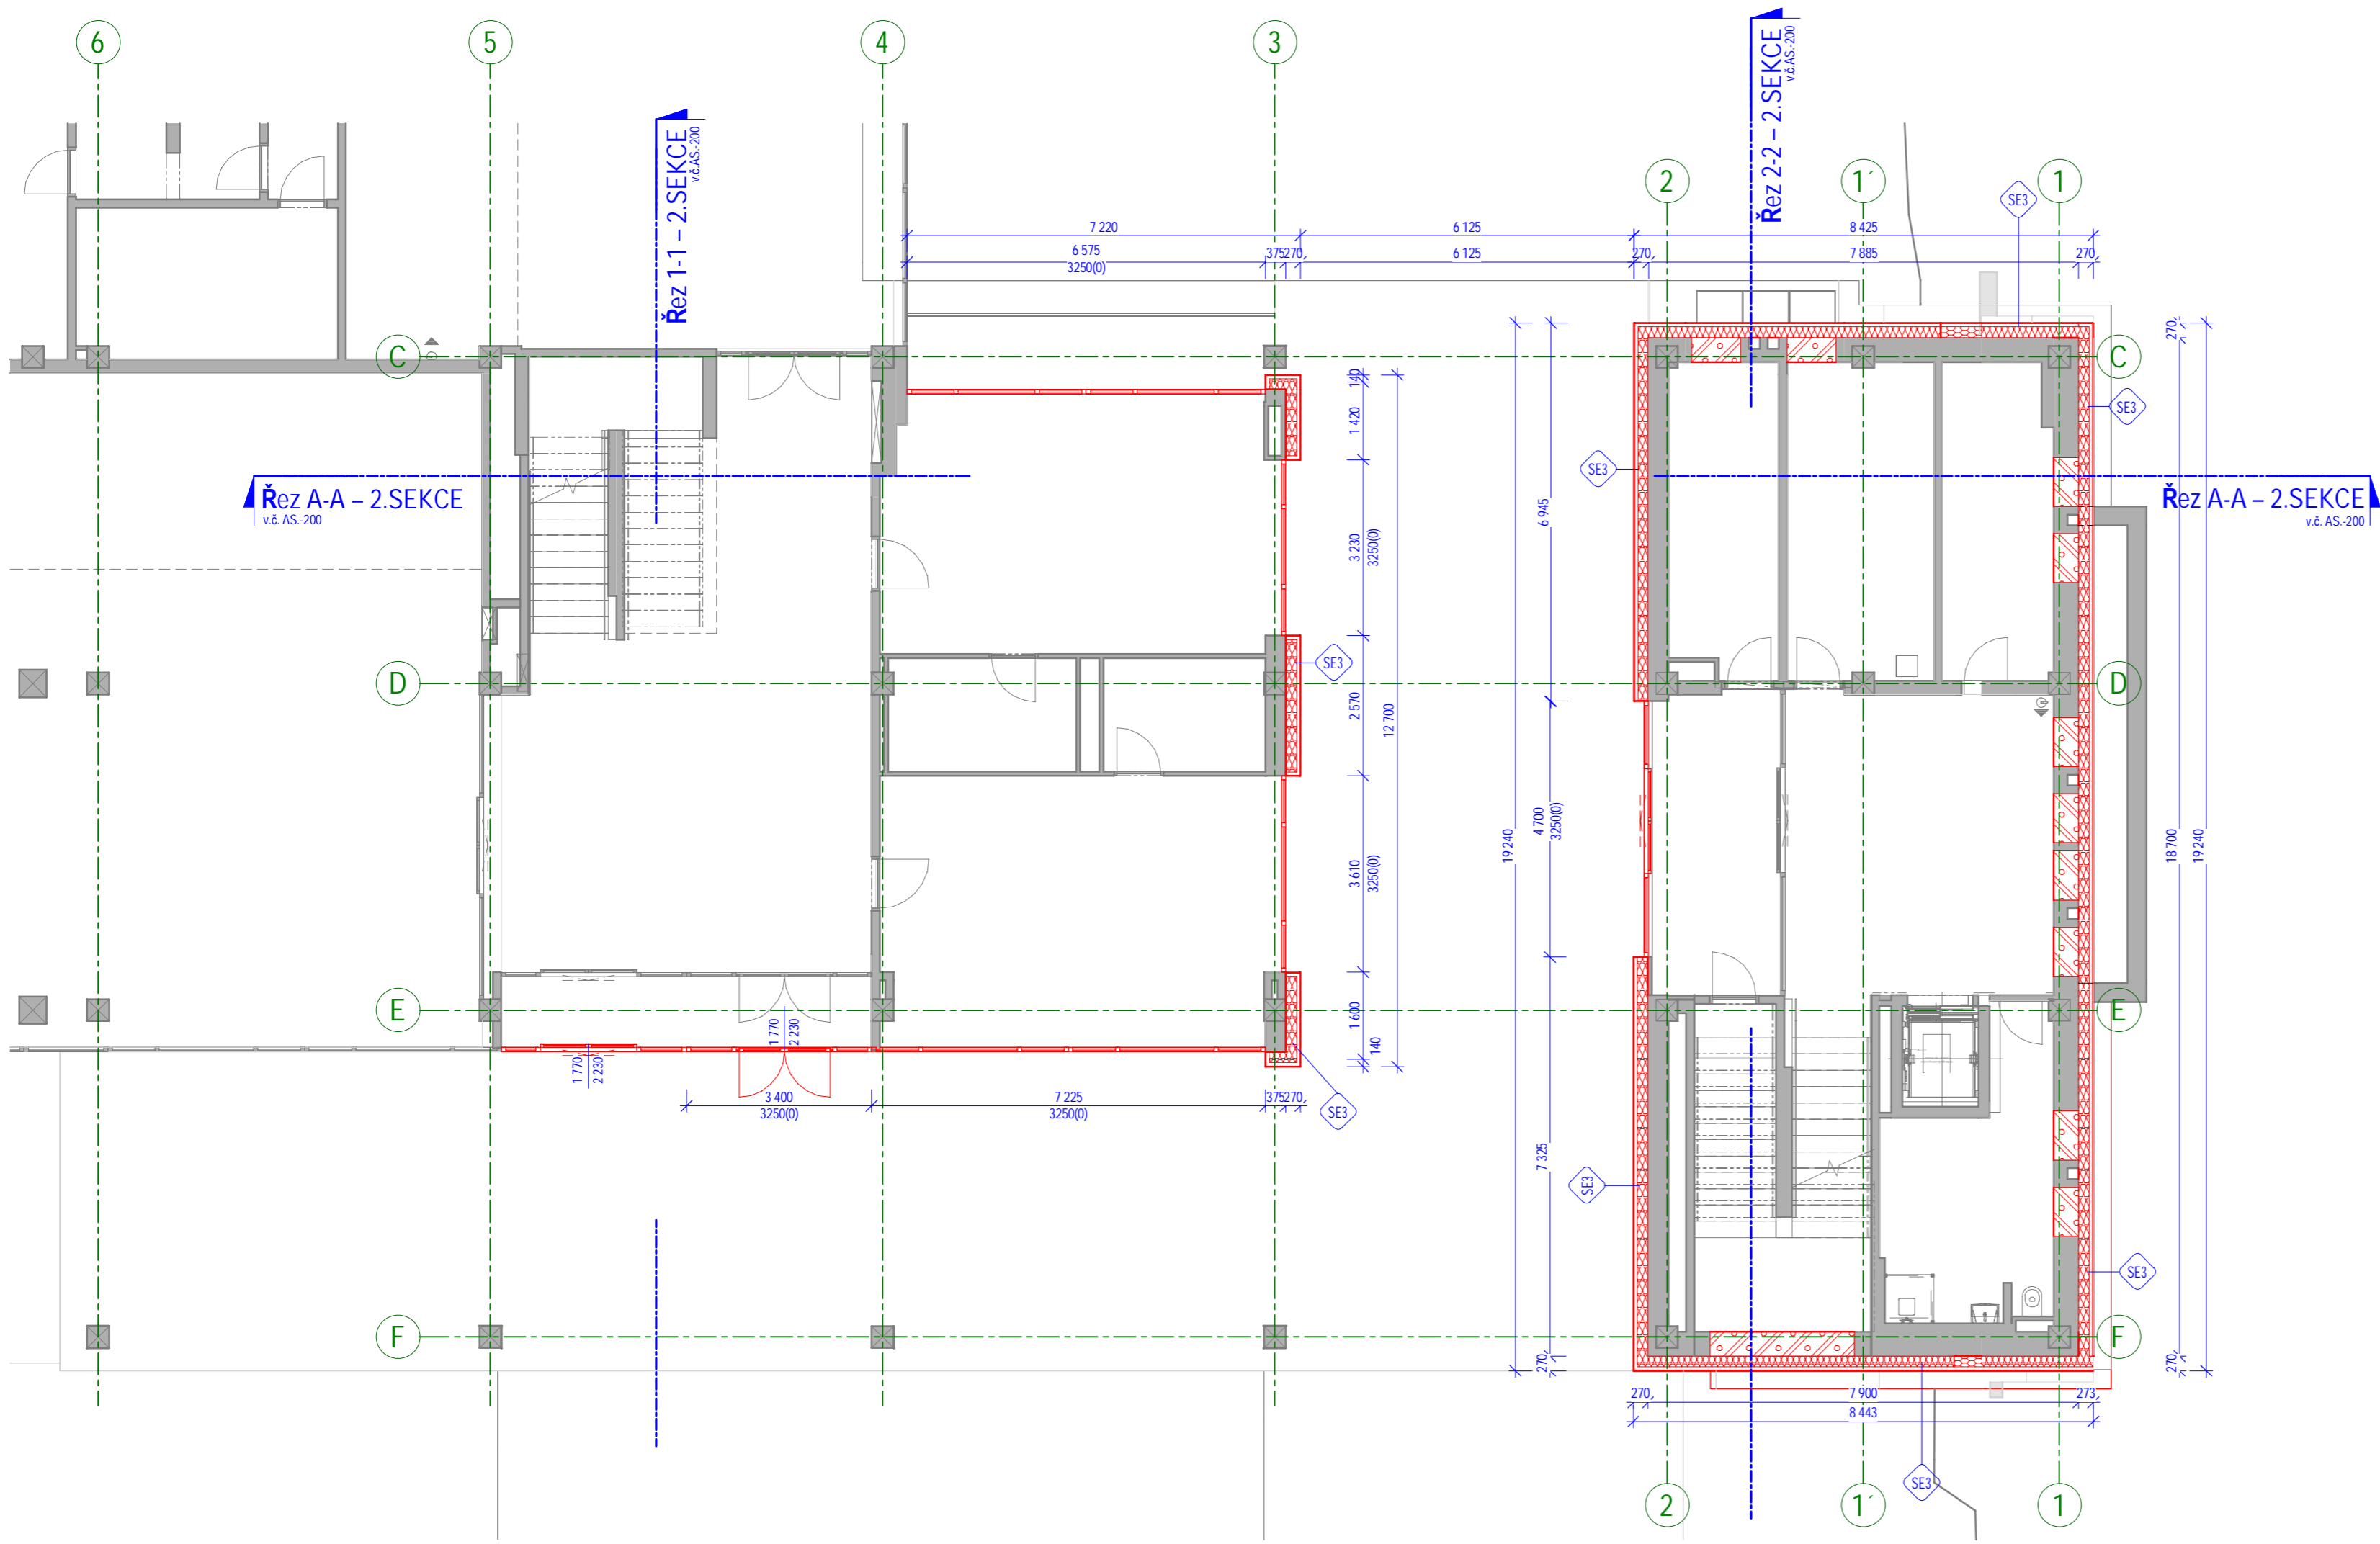 6
5
4
3
2
1´
1
Řez 1-1 – 2.SEKCE
v.č.AS.-200
Řez 2-2 – 2.SEKCE
v.č.AS.-200
SE3
7 220
6 125
8 425
6 575
3250(0)
375
270
6 125
270
7 885
270
C
C
270
140
1 420
SE3
SE3
Řez A-A – 2.SEKCE
v.č. AS.-200
Řez A-A – 2.SEKCE
v.č. AS.-200
3 230
3250(0)
6 945
SE3
D
D
2 570
12 700
19 240
4 700
3250(0)
18 700
19 240
3 610
3250(0)
E
E
1 600
140
1 770
2 230
1 770
2 230
3 400
3250(0)
7 225
3250(0)
375
270
SE3
7 325
SE3
SE3
F
F
270
270
270
7 900
273
8 443
SE3
2
1´
1